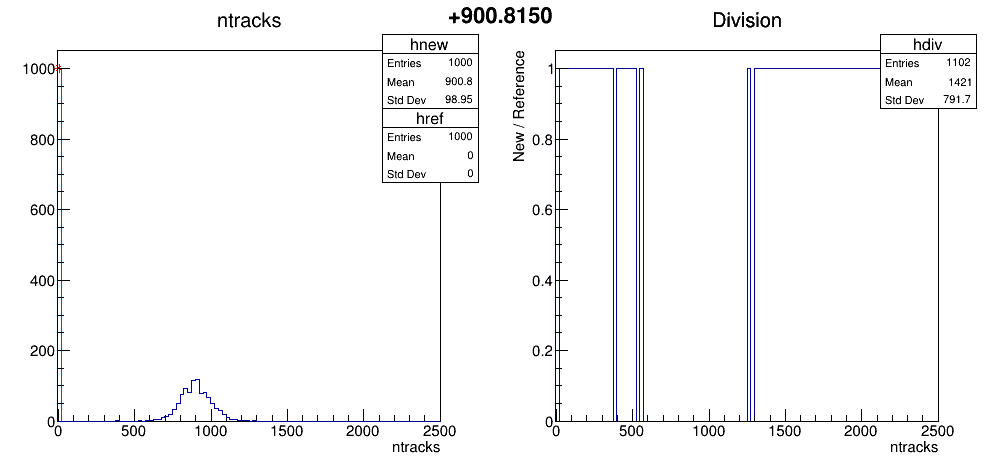 +900.8150
ntracks
hnew
Entries 1000
Mean 900.8
Std Dev 98.95
href
Entries 1000
Mean 0
Std Dev 0
1000
800
600
400
200
0
0 500 1000 1500 2000 2500
ntracks
Division
hdiv
Entries 1102
Mean 1421
Std Dev 791.7
New / Reference
1
0.8
0.6
0.4
0.2
0
0 500 1000 1500 2000 2500
ntracks